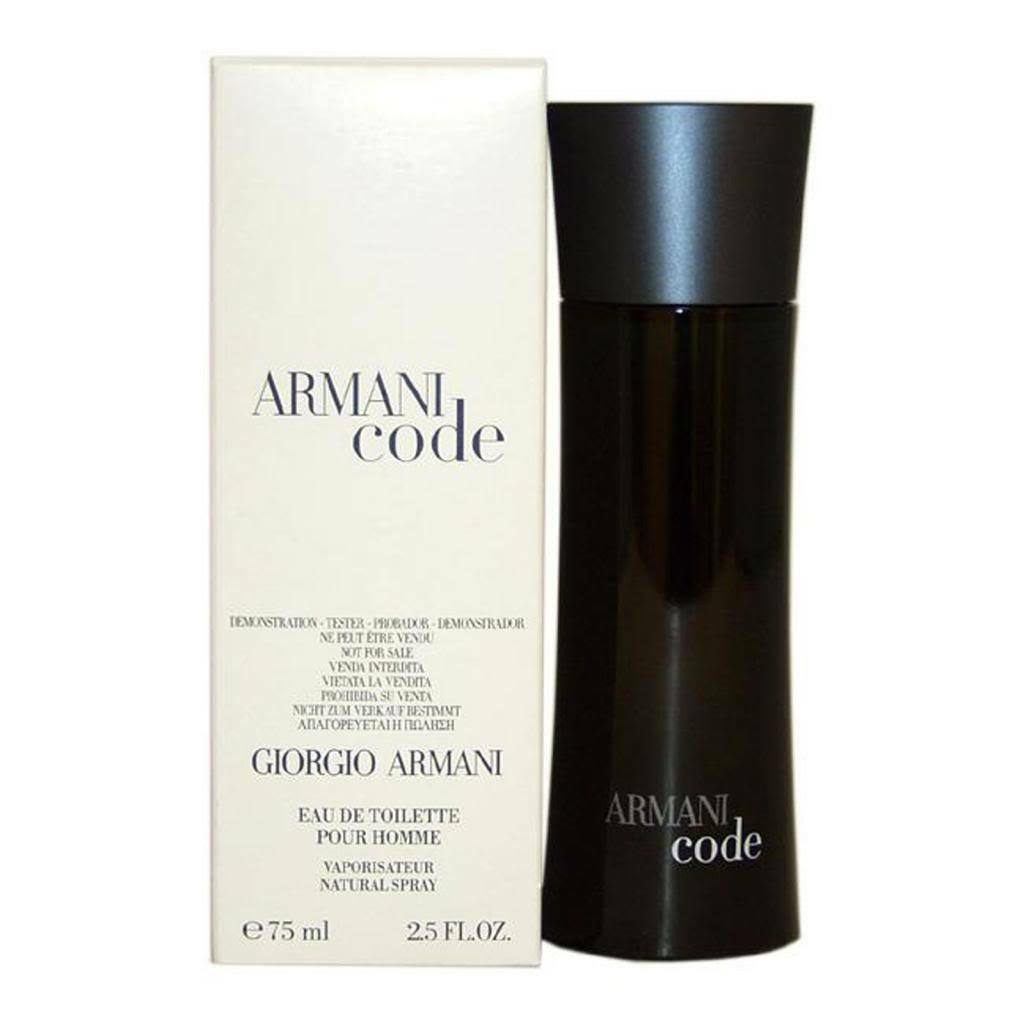 ARMANI
code
DEMONSTRATION - TESTER - PROBADOR - DEMONSTRADOR
NE PEUT ÊTRE VENDU
NOT FOR SALE
VENDA INTERDITA
VIETATA LA VENDITA
PROHIBIDA SU VENTA
NICHT ZUM VERKAUF BESTIMMT
ΑΠΑΓΟΡΕΥΕΤΑΙ Η ΠΩΛΗΣΗ
GIORGIO ARMANI
EAU DE TOILETTE
POUR HOMME
VAPORISATEUR
NATURAL SPRAY
℮ 75 ml 2.5 FL.OZ.
ARMANI
code